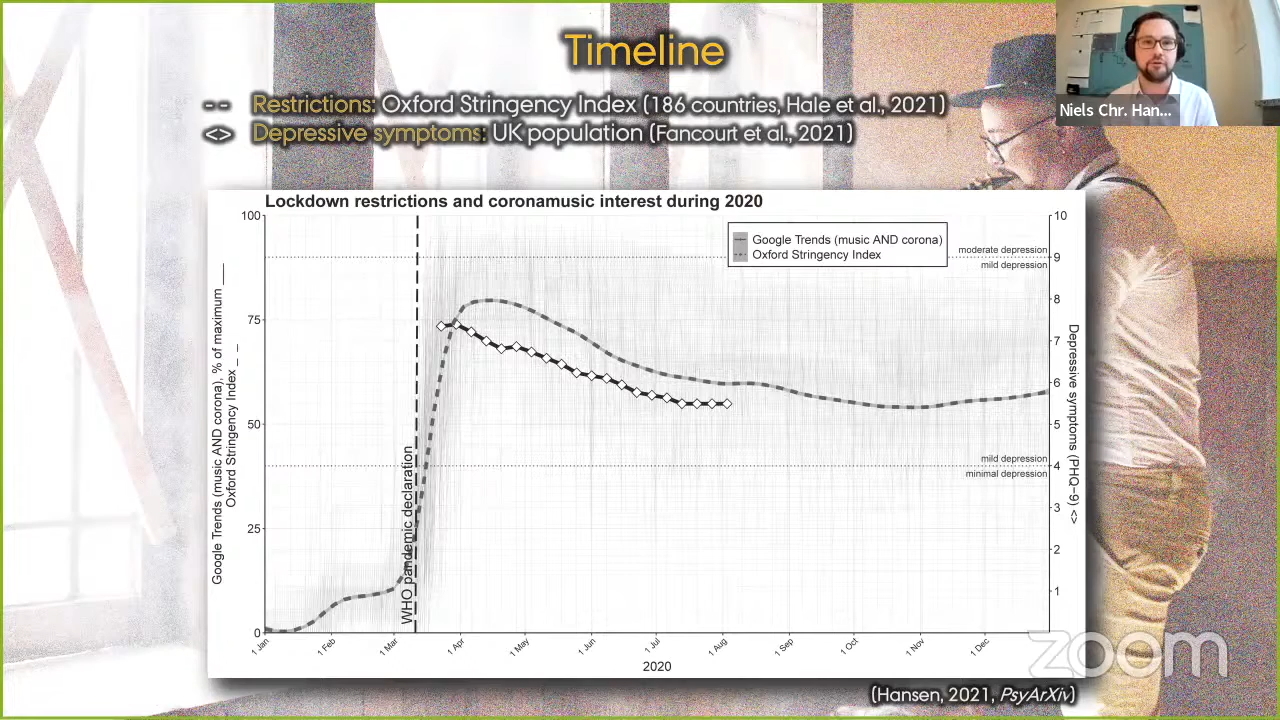 Timeline
-- Restrictions: Oxford Stringency Index (186 countries, Hale et al., 2021)
<> Depressive symptoms: UK population (Fancourt et al., 2021)
Niels Chr. Han...
Lockdown restrictions and coronamusic interest during 2020
Google Trends (music AND corona)
Oxford Stringency Index
moderate depression
mild depression
mild depression
minimal depression
WHO pandemic declaration
Google Trends (music AND corona), % of maximum ___
Oxford Stringency Index _ _
100
75
50
25
0
10
9
8
7
6
5
4
3
2
1
Depressive symptoms (PHQ-9) <>
1 Jan
1 Feb
1 Mar
1 Apr
1 May
1 Jun
1 Jul
1 Aug
1 Sep
1 Oct
1 Nov
1 Dec
2020
zoom
(Hansen, 2021, PsyArXiv)